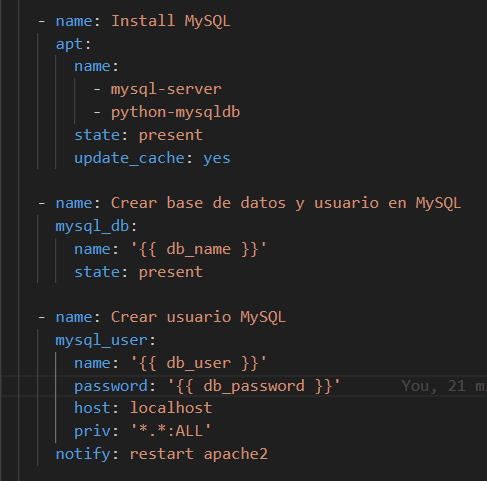 - name: Install MySQL
apt:
name:
- mysql-server
- python-mysqldb
state: present
update_cache: yes
- name: Crear base de datos y usuario en MySQL
mysql_db:
name: '{{ db_name }}'
state: present
- name: Crear usuario MySQL
mysql_user:
name: '{{ db_user }}'
password: '{{ db_password }}' You, 21 mi
host: localhost
priv: '*.*:ALL'
notify: restart apache2